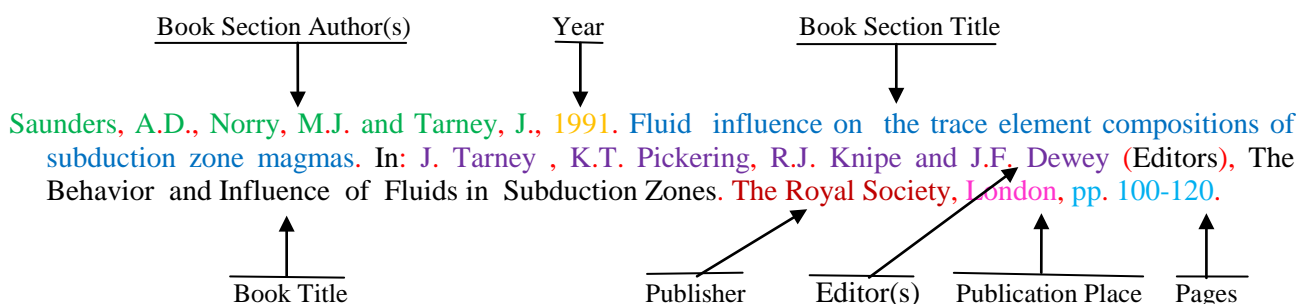 Book Section Author(s) Year Book Section Title
Saunders, A.D., Norry, M.J. and Tarney, J., 1991. Fluid influence on the trace element compositions of
subduction zone magmas. In: J. Tarney , K.T. Pickering, R.J. Knipe and J.F. Dewey (Editors), The
Behavior and Influence of Fluids in Subduction Zones. The Royal Society, London, pp. 100-120.
Book Title Publisher Editor(s) Publication Place Pages